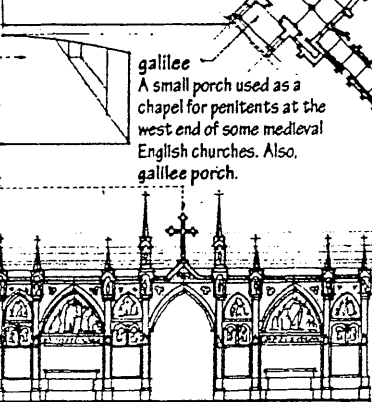 galilee
A small porch used as a
chapel for penitents at the
west end of some medieval
English churches. Also,
galilee porch.